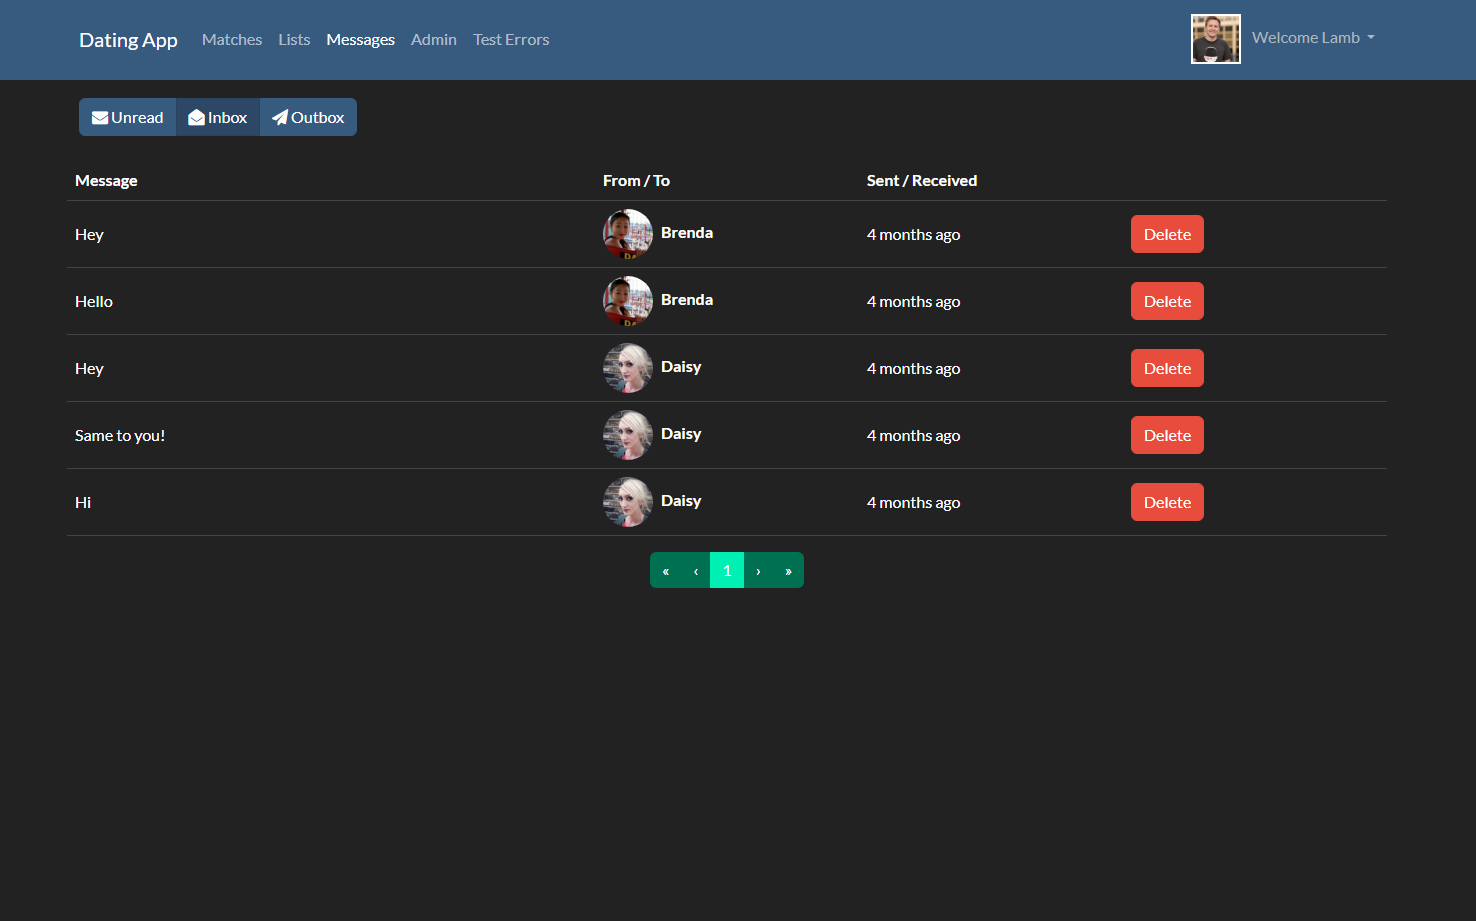 Dating App Matches Lists Messages Admin Test Errors Welcome Lamb
Unread Inbox Outbox
Message From / To Sent / Received
Hey Brenda 4 months ago Delete
Hello Brenda 4 months ago Delete
Hey Daisy 4 months ago Delete
Same to you! Daisy 4 months ago Delete
Hi Daisy 4 months ago Delete
« ‹ 1 › »